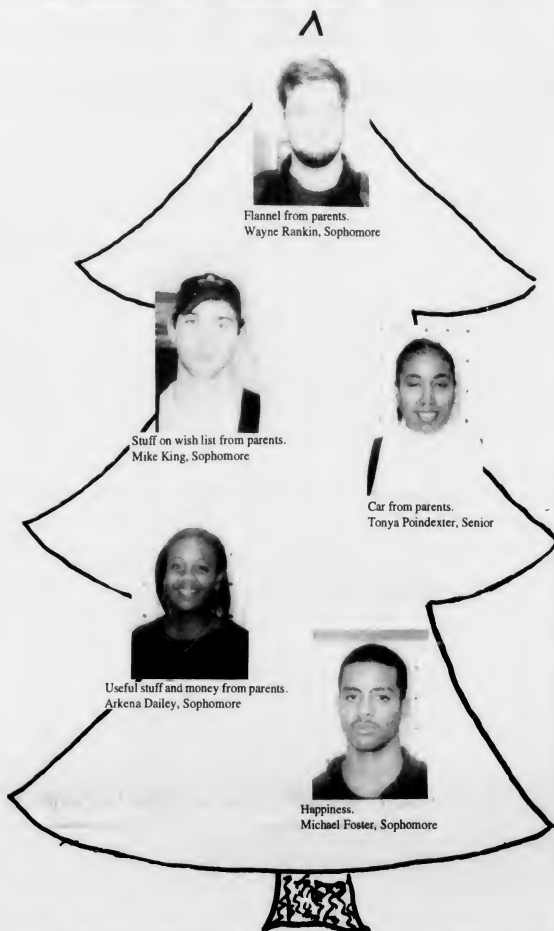 Flannel from parents.
Wayne Rankin, Sophomore
Stuff on wish list from parents.
Mike King, Sophomore
Car from parents.
Tonya Poindexter, Senior
Useful stuff and money from parents.
Arkena Dailey, Sophomore
Happiness.
Michael Foster, Sophomore